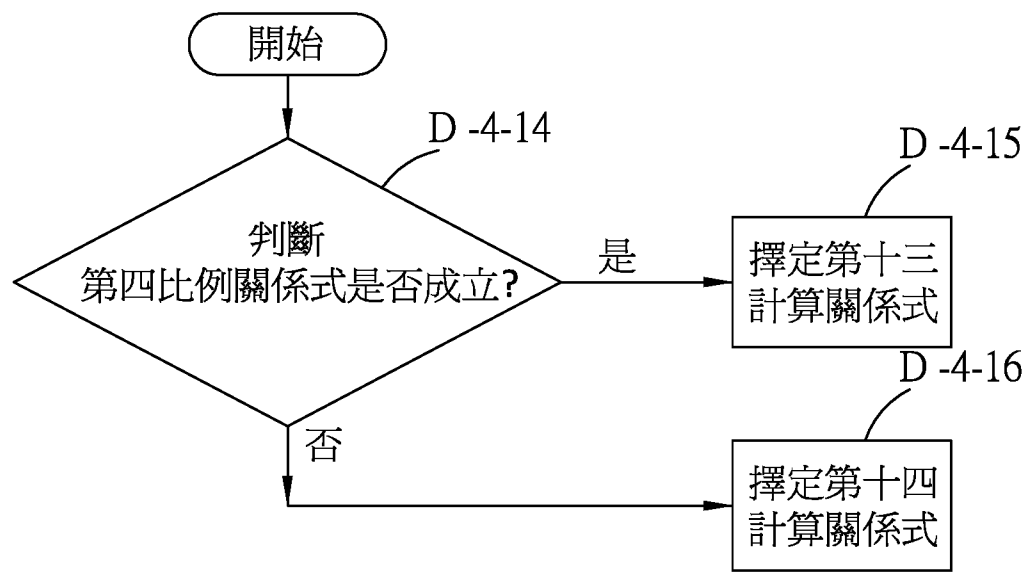 開始
D -4-14
D -4-15
判斷
第四比例關係式是否成立?
是
擇定第十三
計算關係式
D -4-16
否
擇定第十四
計算關係式